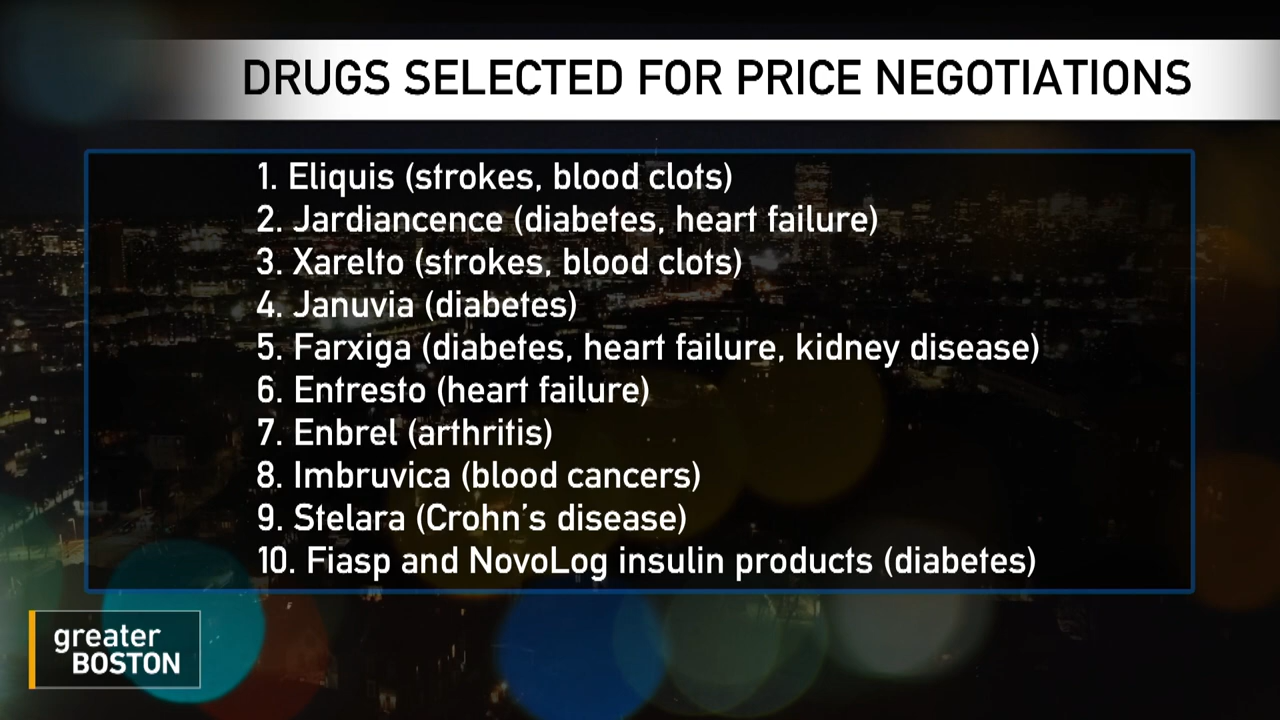 DRUGS SELECTED FOR PRICE NEGOTIATIONS
1. Eliquis (strokes, blood clots)
2. Jardiancence (diabetes, heart failure)
3. Xarelto (strokes, blood clots)
4. Januvia (diabetes)
5. Farxiga (diabetes, heart failure, kidney disease)
6. Entresto (heart failure)
7. Enbrel (arthritis)
8. Imbruvica (blood cancers)
9. Stelara (Crohn's disease)
10. Fiasp and NovoLog insulin products (diabetes)
greater
BOSTON